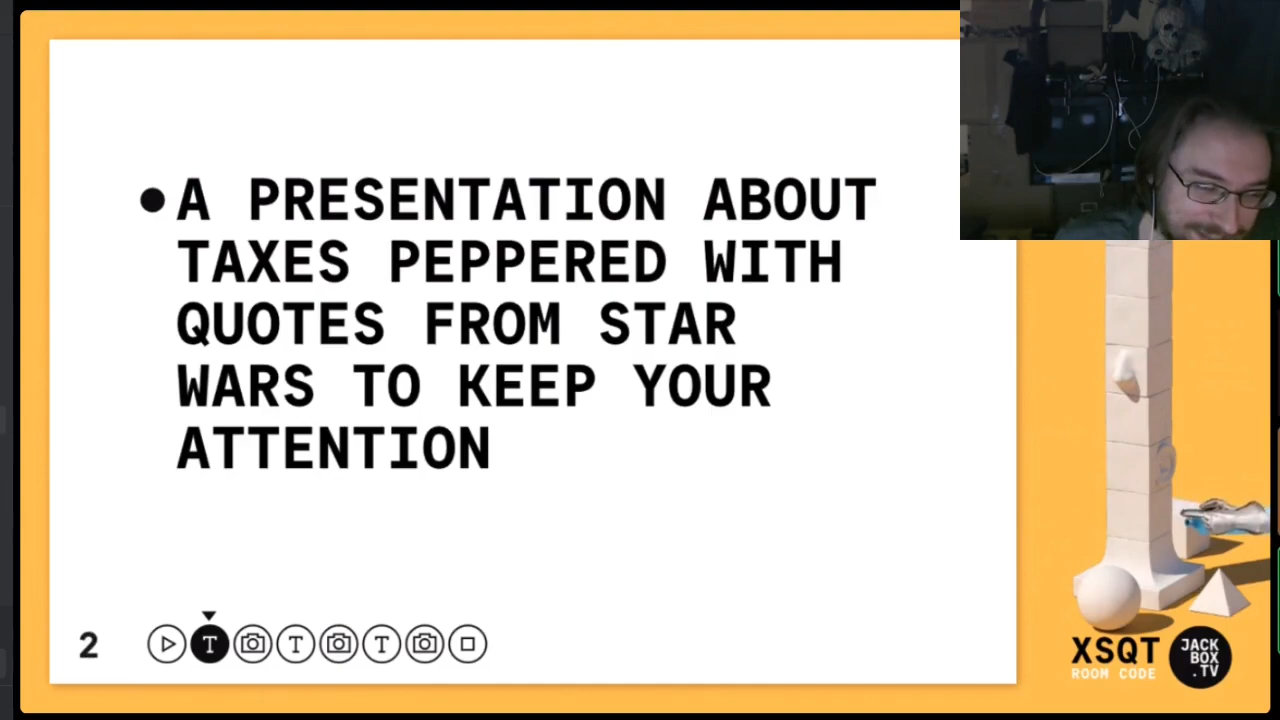 • A PRESENTATION ABOUT
TAXES PEPPERED WITH
QUOTES FROM STAR
WARS TO KEEP YOUR
ATTENTION
2
T T T
XSQT
ROOM CODE
JACK
BOX
.TV